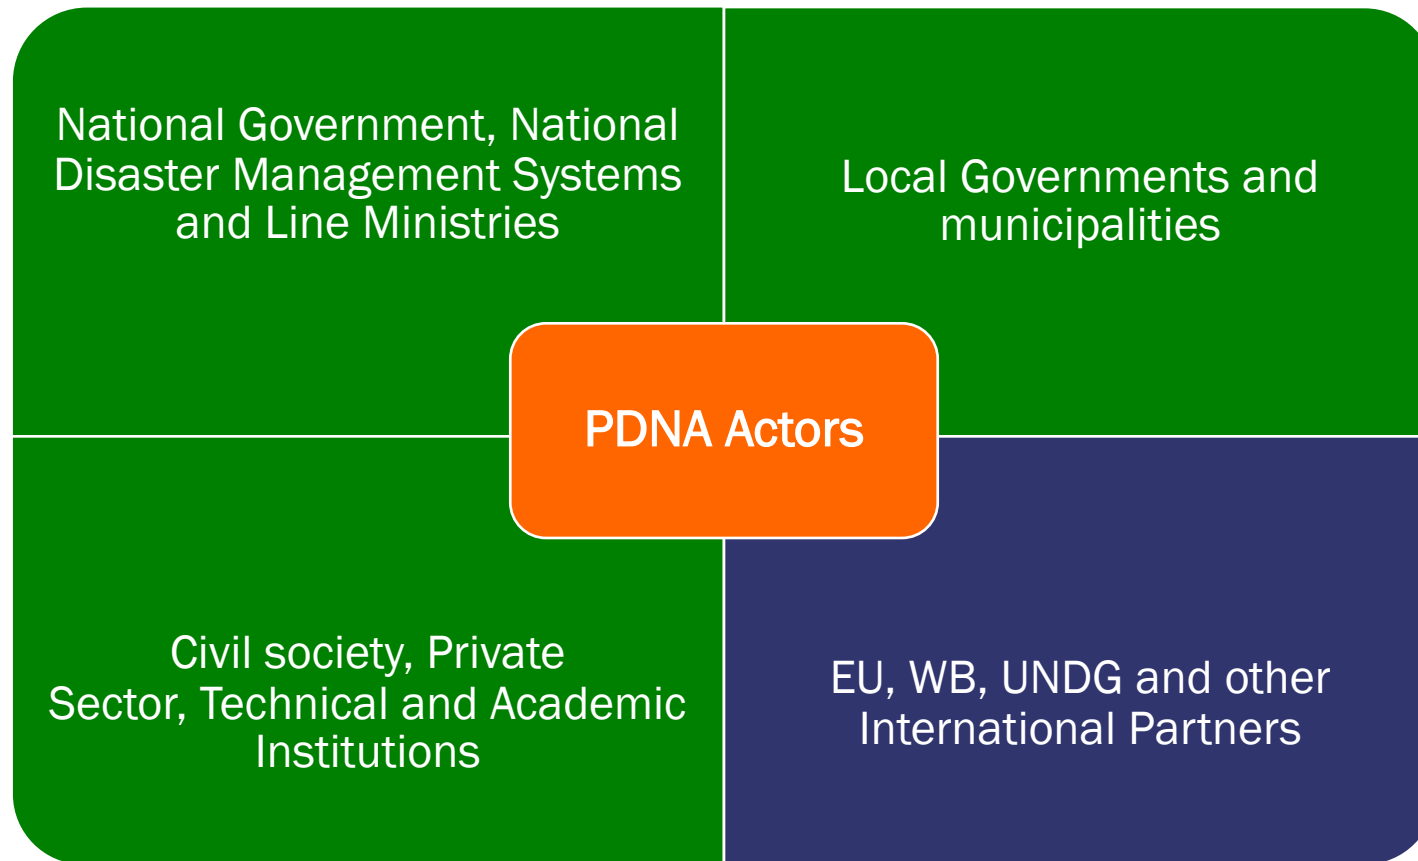 National Government, National
Disaster Management Systems
and Line Ministries
Local Governments and
municipalities
PDNA Actors
Civil society, Private
Sector, Technical and Academic
Institutions
EU, WB, UNDG and other
International Partners